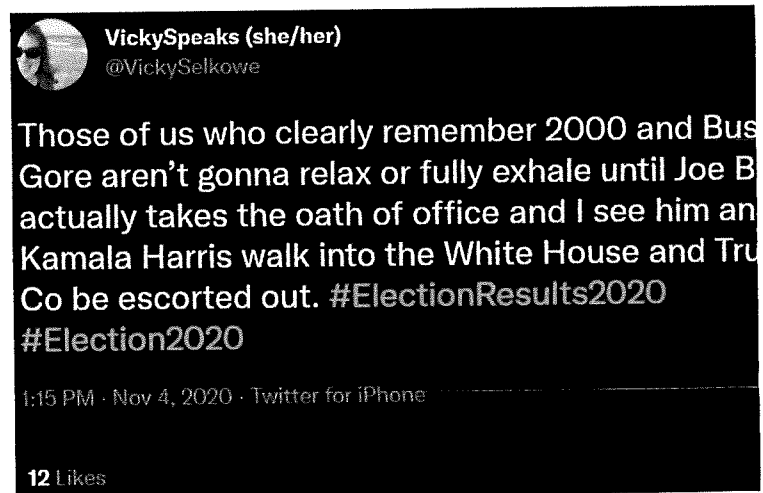 VickySpeaks (she/her)
@VickySelkowe
Those of us who clearly remember 2000 and Bus
Gore aren't gonna relax or fully exhale until Joe B
actually takes the oath of office and I see him an
Kamala Harris walk into the White House and Tru
Co be escorted out. #ElectionResults2020
#Election2020
1:15 PM · Nov 4, 2020 · Twitter for iPhone
12 Likes